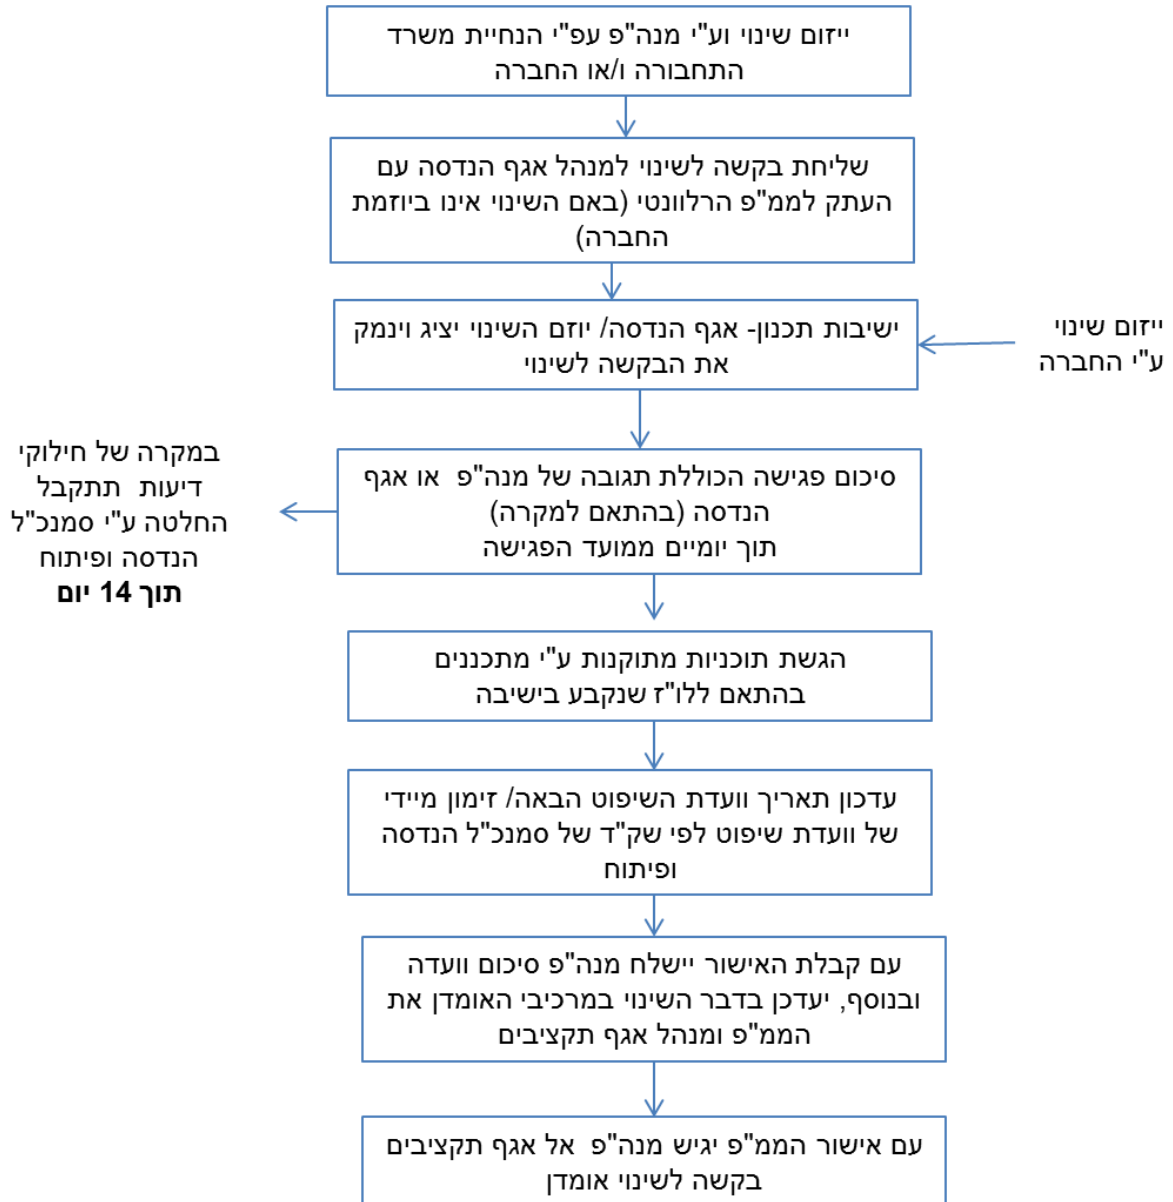 ייזום שינוי וע"י מנה"פ עפ"י הנחיית משרד
התחבורה ו/או החברה
שליחת בקשה לשינוי למנהל אגף הנדסה עם
העתק לממ"פ הרלוונטי (באם השינוי אינו ביוזמת
החברה)
ישיבות תכנון- אגף הנדסה/ יוזם השינוי יציג וינמק
את הבקשה לשינוי
ייזום שינוי
ע"י החברה
סיכום פגישה הכוללת תגובה של מנה"פ או אגף
הנדסה (בהתאם למקרה)
תוך יומיים ממועד הפגישה
במקרה של חילוקי
דיעות תתקבל
החלטה ע"י סמנכ"ל
הנדסה ופיתוח
תוך 14 יום
הגשת תוכניות מתוקנות ע"י מתכננים
בהתאם ללו"ז שנקבע בישיבה
עדכון תאריך וועדת השיפוט הבאה/ זימון מיידי
של וועדת שיפוט לפי שק"ד של סמנכ"ל הנדסה
ופיתוח
עם קבלת האישור יישלח מנה"פ סיכום וועדה
ובנוסף, יעדכן בדבר השינוי במרכיבי האומדן את
הממ"פ ומנהל אגף תקציבים
עם אישור הממ"פ יגיש מנה"פ אל אגף תקציבים
בקשה לשינוי אומדן